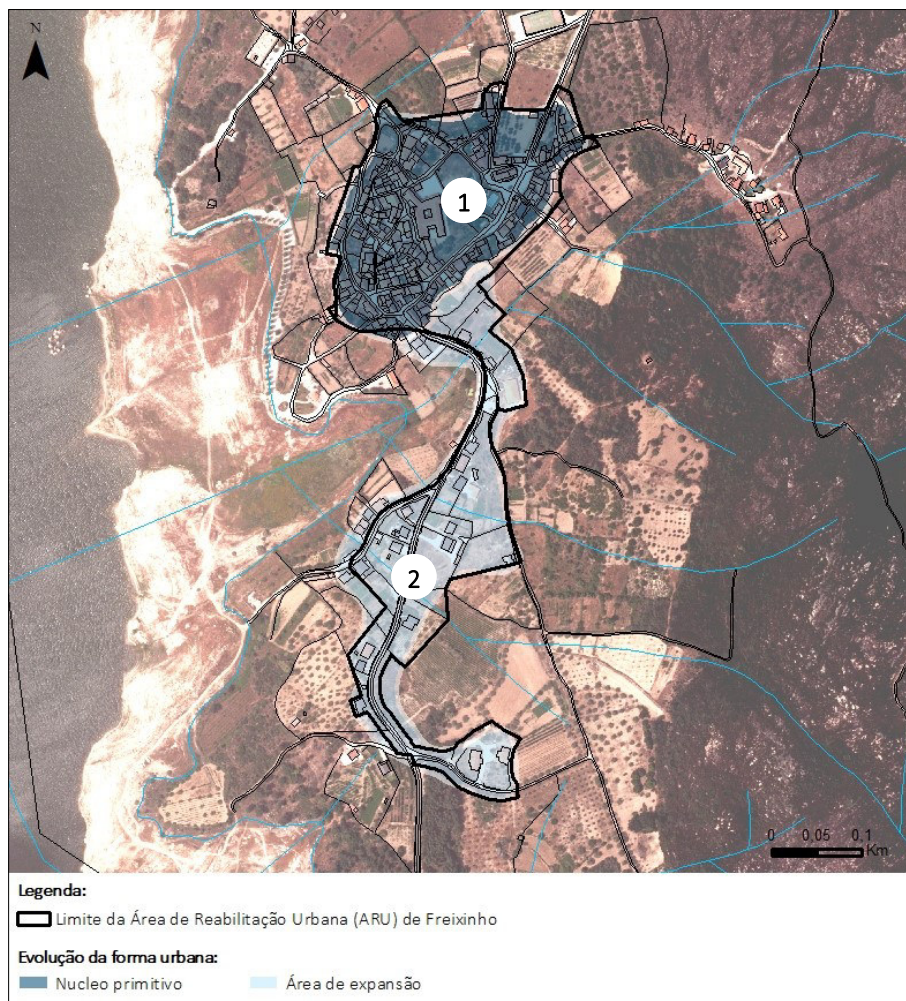 N
1
2
0 0,05 0.1
Km
Legenda:
Limite da Área de Reabilitação Urbana (ARU) de Freixinho
Evolução da forma urbana:
Nucleo primitivo Área de expansão